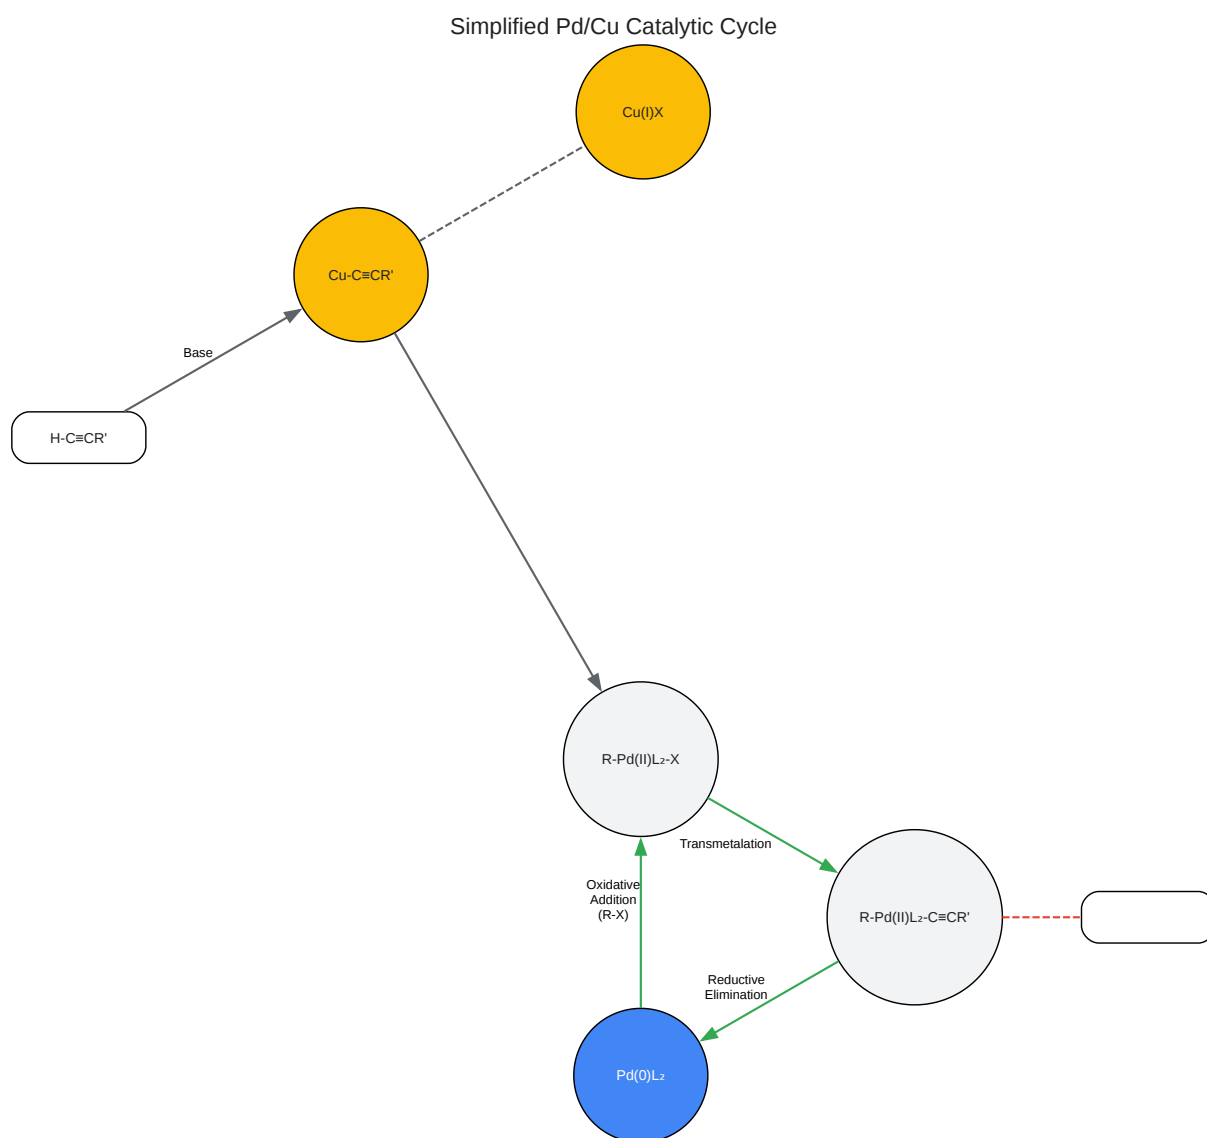 Simplified Pd/Cu Catalytic Cycle
Cu(I)X
Cu-C≡CR'
Base
H-C≡CR'
R-Pd(II)L₂-X
Transmetalation
Oxidative
Addition
(R-X)
R-Pd(II)L₂-C≡CR'
Reductive
Elimination
Pd(0)L₂